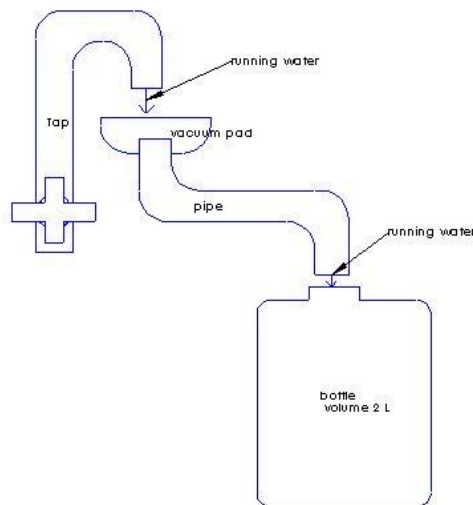 running water
Tap
vacuum pad
pipe
running water
bottle
volume 2 L